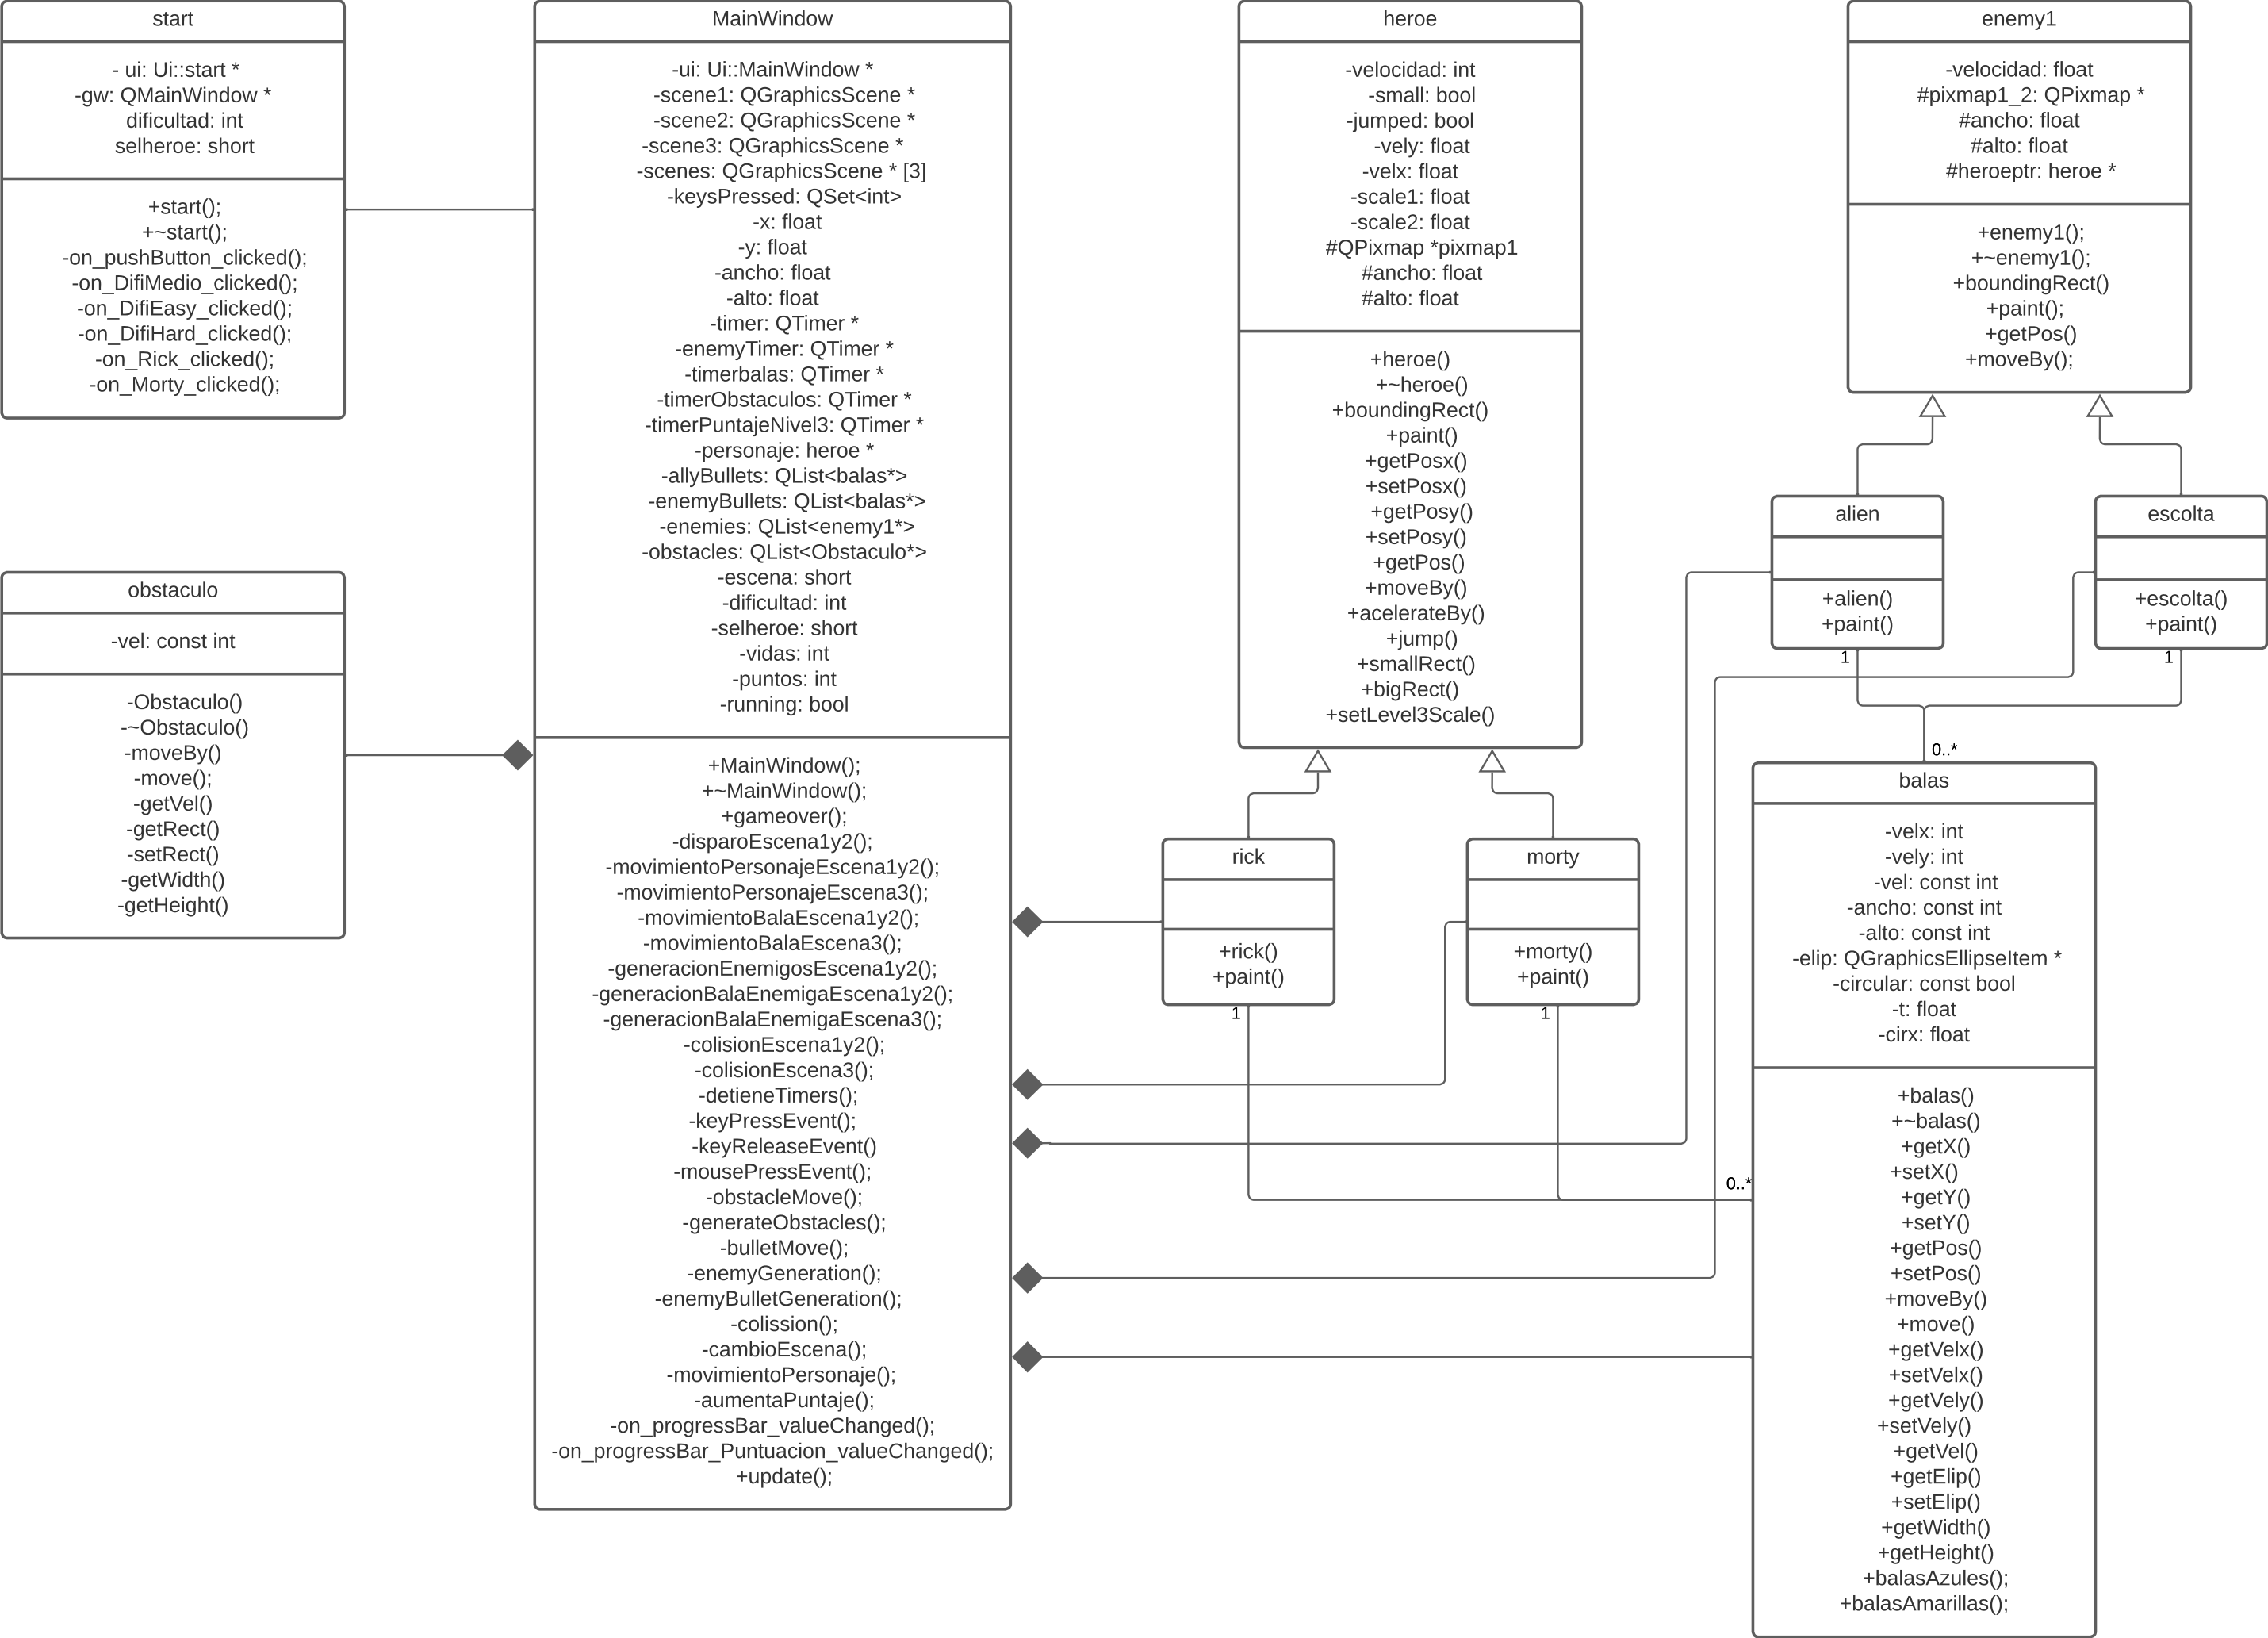 start
- ui: Ui::start *
-gw: QMainWindow *
dificultad: int
selheroe: short
+start();
+~start();
-on_pushButton_clicked();
-on_DifiMedio_clicked();
-on_DifiEasy_clicked();
-on_DifiHard_clicked();
-on_Rick_clicked();
-on_Morty_clicked();
obstaculo
-vel: const int
-Obstaculo()
-~Obstaculo()
-moveBy()
-move();
-getVel()
-getRect()
-setRect()
-getWidth()
-getHeight()
MainWindow
-ui: Ui::MainWindow *
-scene1: QGraphicsScene *
-scene2: QGraphicsScene *
-scene3: QGraphicsScene *
-scenes: QGraphicsScene * [3]
-keysPressed: QSet<int>
-x: float
-y: float
-ancho: float
-alto: float
-timer: QTimer *
-enemyTimer: QTimer *
-timerbalas: QTimer *
-timerObstaculos: QTimer *
-timerPuntajeNivel3: QTimer *
-personaje: heroe *
-allyBullets: QList<balas*>
-enemyBullets: QList<balas*>
-enemies: QList<enemy1*>
-obstacles: QList<Obstaculo*>
-escena: short
-dificultad: int
-selheroe: short
-vidas: int
-puntos: int
-running: bool
+MainWindow();
+~MainWindow();
+gameover();
-disparoEscena1y2();
-movimientoPersonajeEscena1y2();
-movimientoPersonajeEscena3();
-movimientoBalaEscena1y2();
-movimientoBalaEscena3();
-generacionEnemigosEscena1y2();
-generacionBalaEnemigaEscena1y2();
-generacionBalaEnemigaEscena3();
-colisionEscena1y2();
-colisionEscena3();
-detieneTimers();
-keyPressEvent();
-keyReleaseEvent()
-mousePressEvent();
-obstacleMove();
-generateObstacles();
-bulletMove();
-enemyGeneration();
-enemyBulletGeneration();
-colission();
-cambioEscena();
-movimientoPersonaje();
-aumentaPuntaje();
-on_progressBar_valueChanged();
-on_progressBar_Puntuacion_valueChanged();
+update();
heroe
-velocidad: int
-small: bool
-jumped: bool
-vely: float
-velx: float
-scale1: float
-scale2: float
#QPixmap *pixmap1
#ancho: float
#alto: float
+heroe()
+~heroe()
+boundingRect()
+paint()
+getPosx()
+setPosx()
+getPosy()
+setPosy()
+getPos()
+moveBy()
+acelerateBy()
+jump()
+smallRect()
+bigRect()
+setLevel3Scale()
rick
+rick()
+paint()
1
morty
+morty()
+paint()
1
0..*
enemy1
-velocidad: float
#pixmap1_2: QPixmap *
#ancho: float
#alto: float
#heroeptr: heroe *
+enemy1();
+~enemy1();
+boundingRect()
+paint();
+getPos()
+moveBy();
alien
+alien()
+paint()
1
escolta
+escolta()
+paint()
1
0..*
balas
-velx: int
-vely: int
-vel: const int
-ancho: const int
-alto: const int
-elip: QGraphicsEllipseItem *
-circular: const bool
-t: float
-cirx: float
+balas()
+~balas()
+getX()
+setX()
+getY()
+setY()
+getPos()
+setPos()
+moveBy()
+move()
+getVelx()
+setVelx()
+getVely()
+setVely()
+getVel()
+getElip()
+setElip()
+getWidth()
+getHeight()
+balasAzules();
+balasAmarillas();